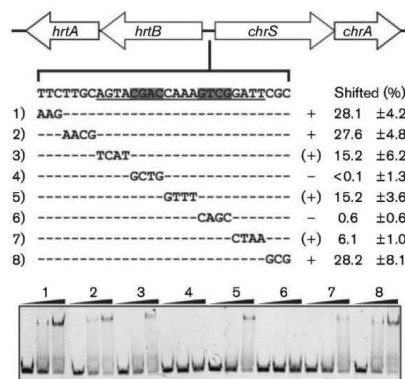 hrtA hrtB chrS chrA
TTCTTGCAGTACGACCAAAGTCGGATTCGC Shifted (%)
1) AAG--------------------------- + 28.1 ±4.2
2) ---AACG----------------------- + 27.6 ±4.8
3) -------TCAT------------------- (+) 15.2 ±6.2
4) -----------GCTG--------------- – <0.1 ±1.3
5) ---------------GTTT----------- (+) 15.2 ±3.6
6) -------------------CAGC------- – 0.6 ±0.6
7) -----------------------CTAA--- (+) 6.1 ±1.0
8) ---------------------------GCG + 28.2 ±8.1
1 2 3 4 5 6 7 8